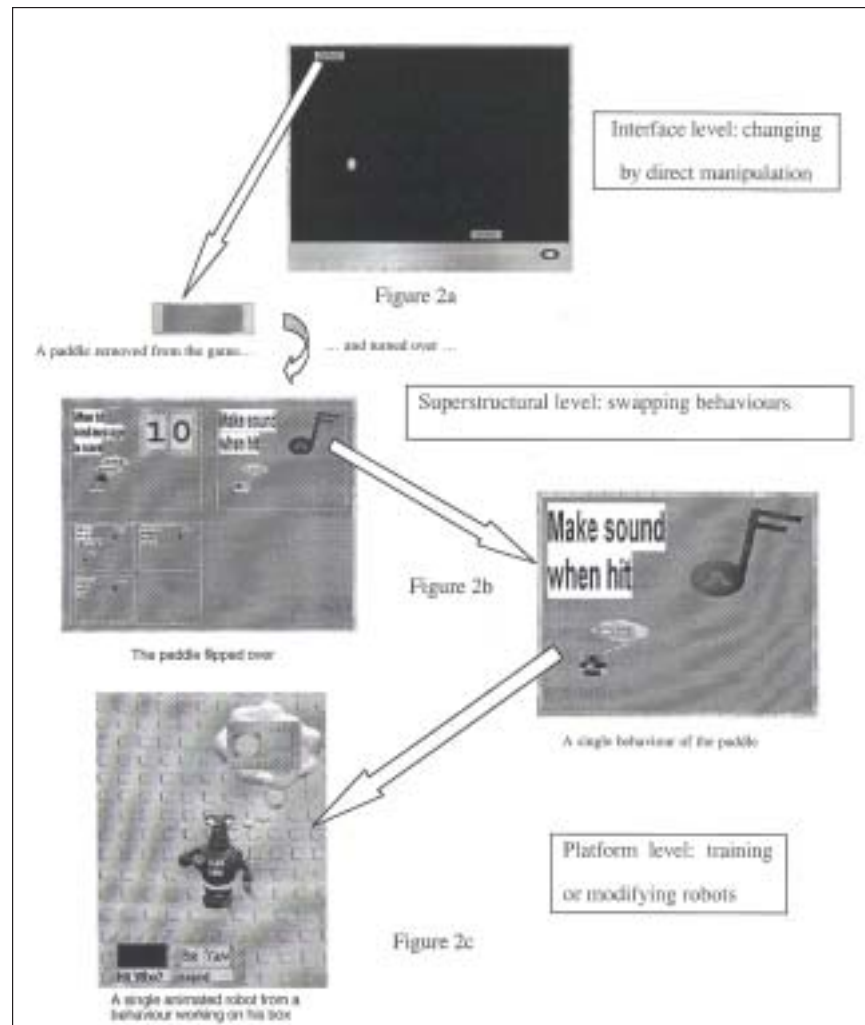 Interface level: changing
by direct manipulation
Figure 2a
A paddle removed from the game...
... and turned over ...
Superstructural level: swapping behaviours
10
Make sound
when hit
Make sound
when hit
Figure 2b
The paddle flipped over
A single behaviour of the paddle
Platform level: training
or modifying robots
Figure 2c
A single animated robot from a
behaviour working on his box